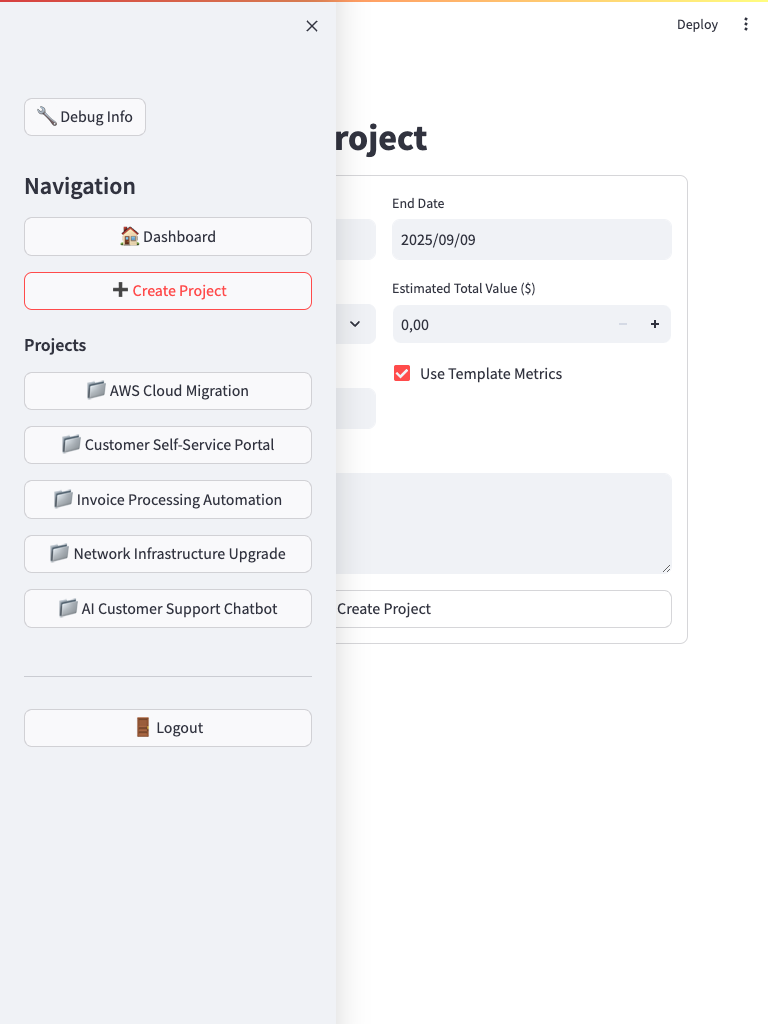 Deploy
Debug Info
Navigation
Dashboard
Create Project
Projects
AWS Cloud Migration
Customer Self-Service Portal
Invoice Processing Automation
Network Infrastructure Upgrade
AI Customer Support Chatbot
Logout
roject
End Date
2025/09/09
Estimated Total Value ($)
0,00
Use Template Metrics
Create Project